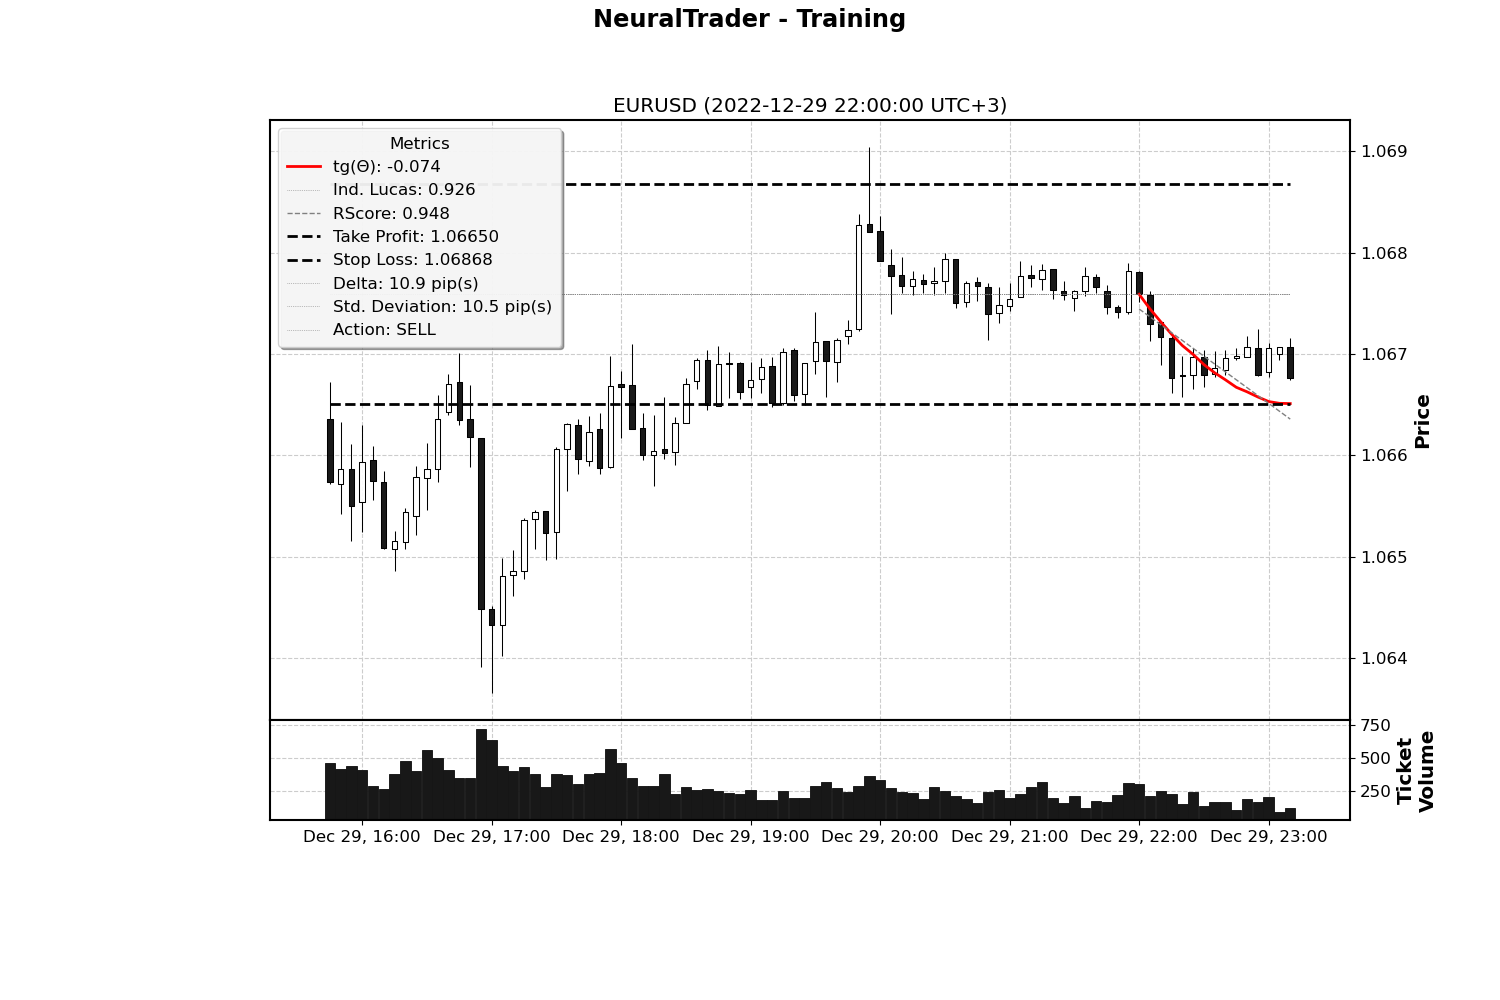 NeuralTrader - Training
EURUSD (2022-12-29 22:00:00 UTC+3)
Metrics
tg(Θ): -0.074
Ind. Lucas: 0.926
RScore: 0.948
Take Profit: 1.06650
Stop Loss: 1.06868
Delta: 10.9 pip(s)
Std. Deviation: 10.5 pip(s)
Action: SELL
1.069
1.068
1.067
1.066
1.065
1.064
Price
750
500
250
Ticket
Volume
Dec 29, 16:00 Dec 29, 17:00 Dec 29, 18:00 Dec 29, 19:00 Dec 29, 20:00 Dec 29, 21:00 Dec 29, 22:00 Dec 29, 23:00